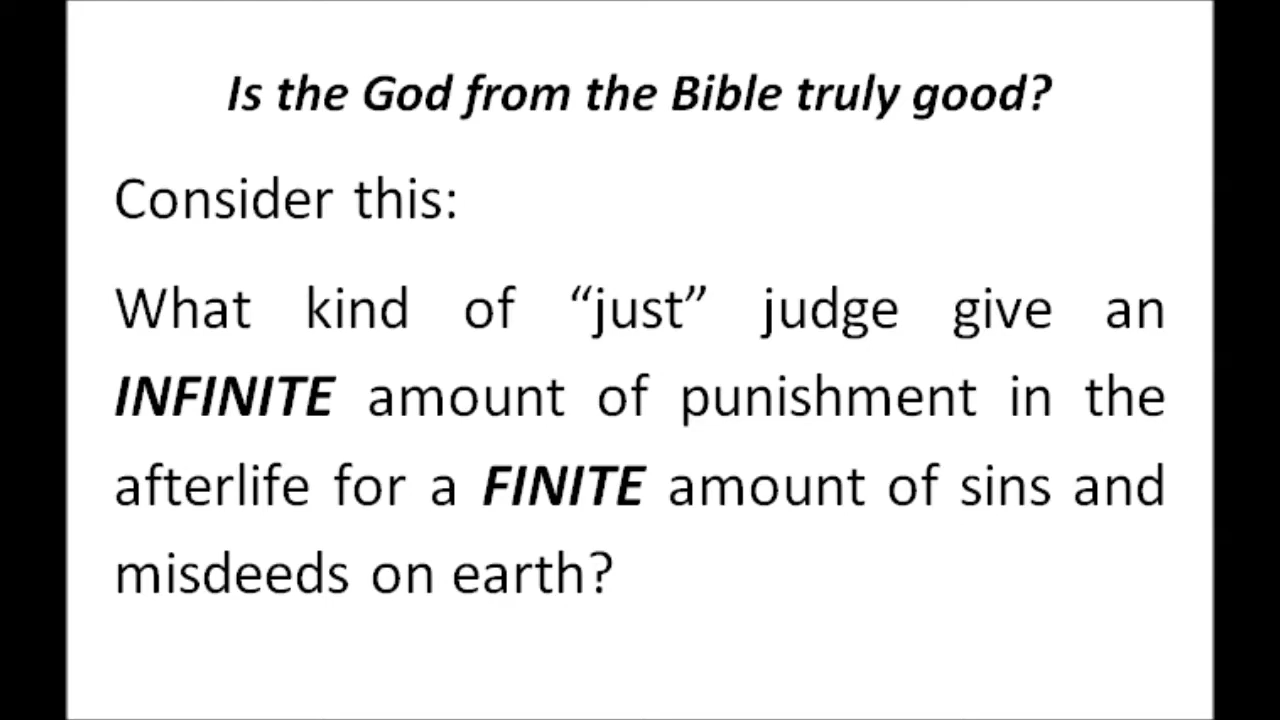 Is the God from the Bible truly good?
Consider this:
What kind of “just” judge give an
INFINITE amount of punishment in the
afterlife for a FINITE amount of sins and
misdeeds on earth?